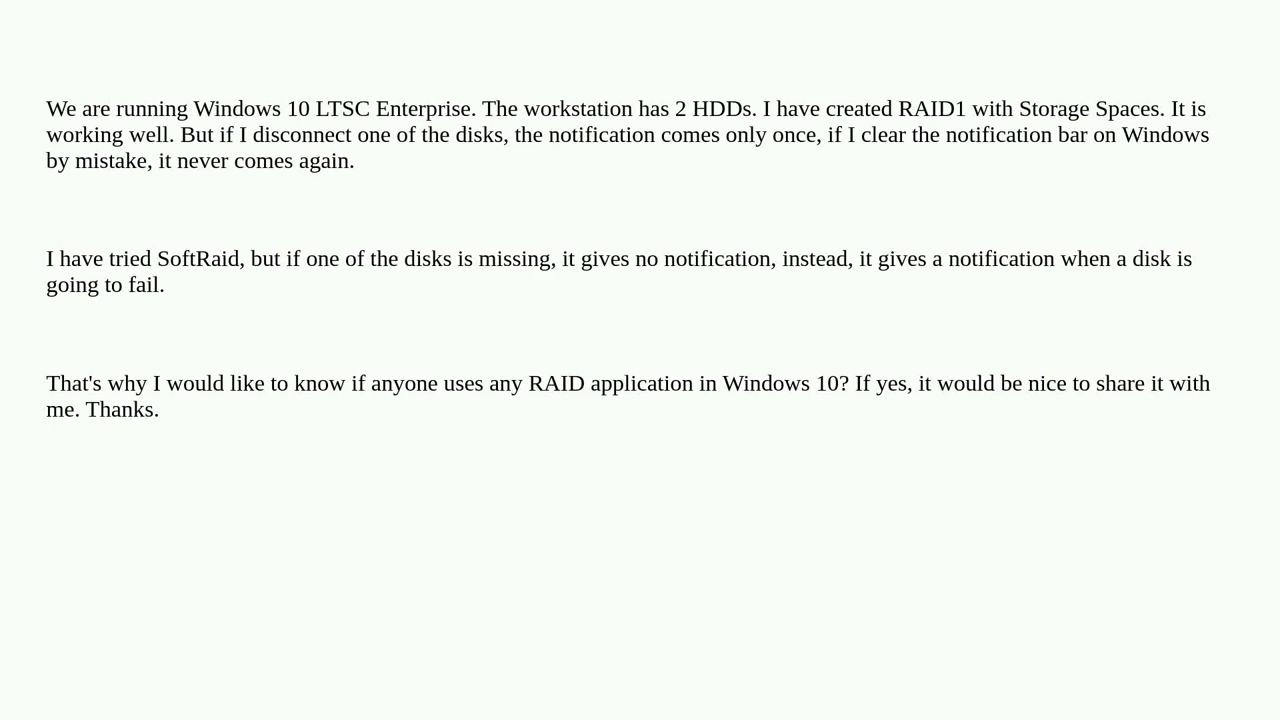 We are running Windows 10 LTSC Enterprise. The workstation has 2 HDDs. I have created RAID1 with Storage Spaces. It is
working well. But if I disconnect one of the disks, the notification comes only once, if I clear the notification bar on Windows
by mistake, it never comes again.
I have tried SoftRaid, but if one of the disks is missing, it gives no notification, instead, it gives a notification when a disk is
going to fail.
That's why I would like to know if anyone uses any RAID application in Windows 10? If yes, it would be nice to share it with
me. Thanks.